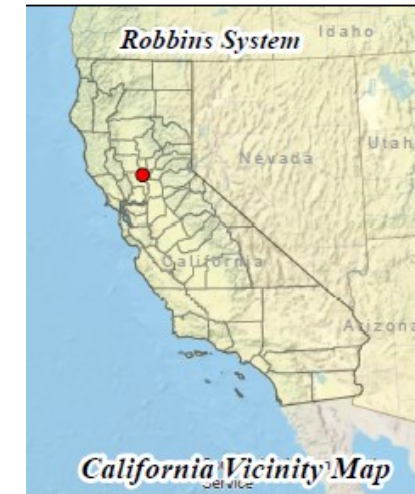 Robbins System
Idaho
Nevada
Utah
California
Arizona
California Vicinity Map
Service